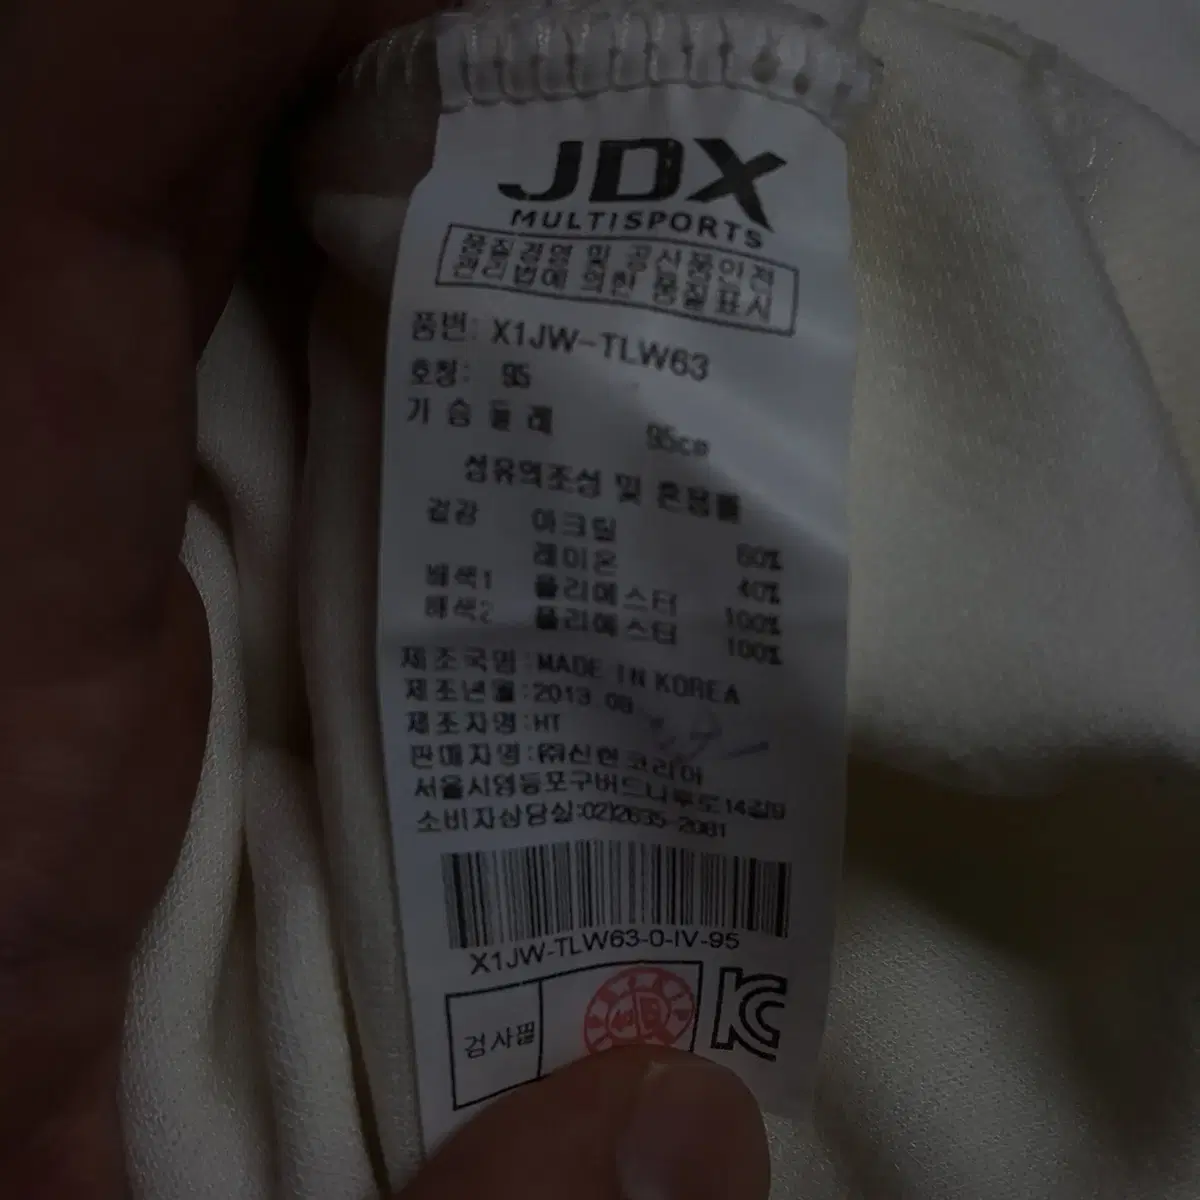 JDX
MULTISPORTS
품질경영 및 공산품안전
관리법에 의한 품질표시
품번: X1JW-TLW63
호칭: 95
가슴둘레 95cm
섬유의조성 및 혼용률
겉감 아크릴 60%
레이온 40%
배색1 폴리에스터 100%
배색2 폴리에스터 100%
제조국명:MADE IN KOREA
제조년월:2013.
제조자명:HT
판매자명:㈜신한코리아
서울시영등포구버드나루로14길9
소비자상담실:02)2635-2081
X1JW-TLW63-0-IV-95
검사필